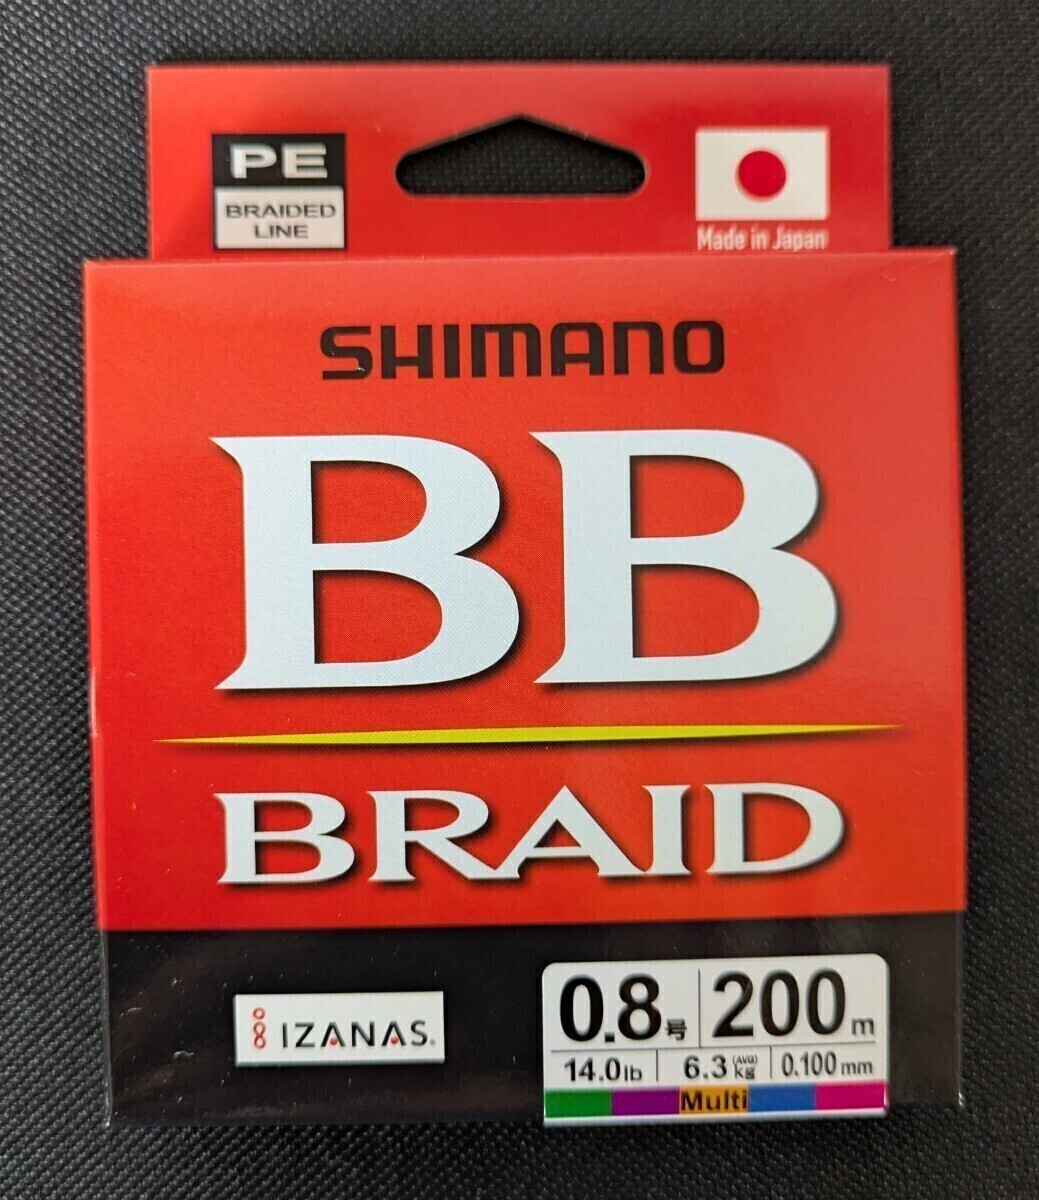 PE
BRAIDED
LINE
Made in Japan
SHIMANO
BB
BRAID
IZANAS®
0.8号 200m
14.0lb 6.3(AVG)kg 0.100mm
Multi